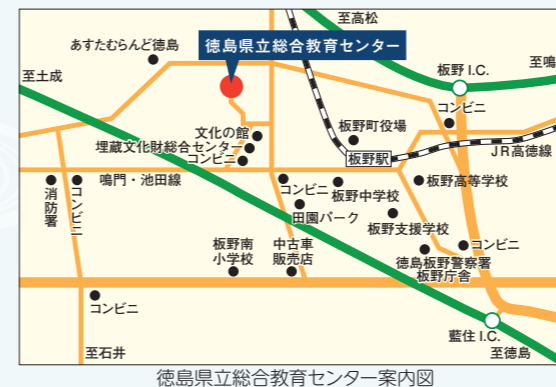 至高松
あすたむらんど徳島
徳島県立総合教育センター
至土成
板野 I.C.
至鳴
コンビニ
文化の館
埋蔵文化財総合センター
コンビニ
板野町役場
板野駅
JR高徳線
鳴門・池田線
消防署
コンビニ
コンビニ
板野中学校
板野高等学校
田園パーク
板野支援学校
板野南
小学校
中古車
販売店
コンビニ
徳島板野警察署
板野庁舎
コンビニ
藍住 I.C.
至石井
至徳島
徳島県立総合教育センター案内図